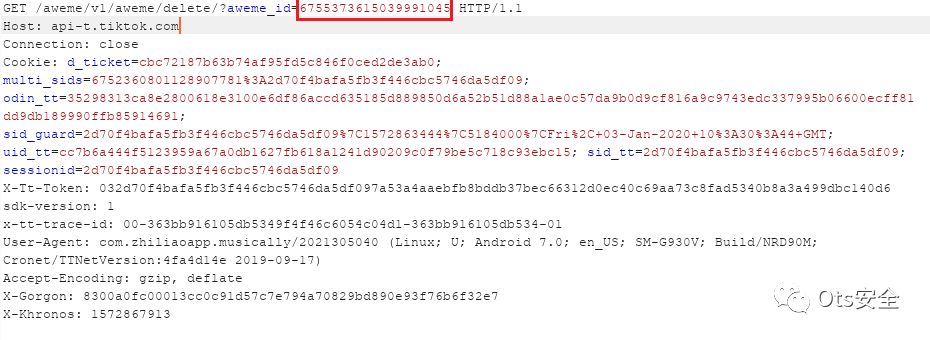 GET /aweme/v1/aweme/delete/?aweme_id=6755373615039991045 HTTP/1.1
Host: api-t.tiktok.com
Connection: close
Cookie: d_ticket=cbc72187b63b74af95fd5c846f0ced2de3ab0;
multi_sids=6752360801128907781%3A2d70f4bafa5fb3f446cbc5746da5df09;
odin_tt=35298313ca8e2800618e3100e6df86accd635185d889850d6a52b51d88a1ae0c57da9b0d9cf816a9c9743edc337995b06600ecff81
dd9db189990ffb85914691;
sid_guard=2d70f4bafa5fb3f446cbc5746da5df09%7C1572863444%7C5184000%7CFri%2C+03-Jan-2020+10%3A30%3A44+GMT;
uid_tt=cc7b6a444f5123959a67a0db1627fb618a1241d90209c0f79be5c718c93ebc15; sid_tt=2d70f4bafa5fb3f446cbc5746da5df09;
sessionid=2d70f4bafa5fb3f446cbc5746da5df09
X-Tt-Token: 032d70f4bafa5fb3f446cbc5746da5df097a53a4aaebfb8bddb37bec66312d0ec40c69aa73c8fad5340b8a3a499dbc140d6
sdk-version: 1
x-tt-trace-id: 00-363bb916105db5349f4f46c6054c04d1-363bb916105db534-01
User-Agent: com.zhiliaoapp.musically/2021305040 (Linux; U; Android 7.0; en_US; SM-G930V; Build/NRD90M;
Cronet/TTNetVersion:4fa4d14e 2019-09-17)
Accept-Encoding: gzip, deflate
X-Gorgon: 8300a0fc00013cc0c91d57c7e794a70829bd890e93f76b6f32e7
X-Khronos: 1572867913
Ots安全